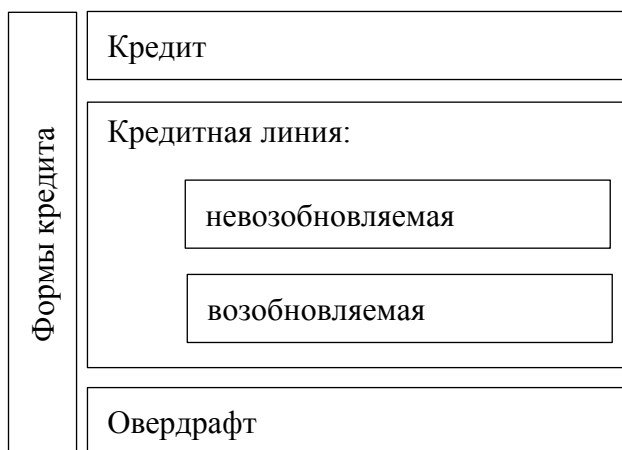 Формы кредита
Кредит
Кредитная линия:
невозобновляемая
возобновляемая
Овердрафт